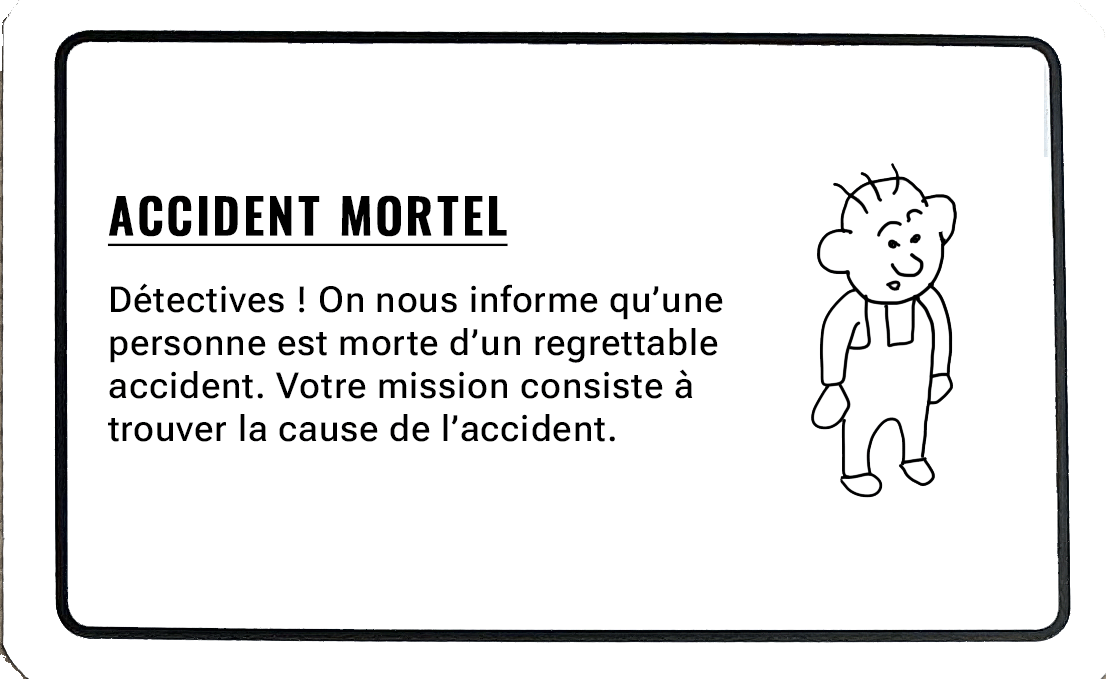 ACCIDENT MORTEL
Détectives ! On nous informe qu’une
personne est morte d’un regrettable
accident. Votre mission consiste à
trouver la cause de l’accident.